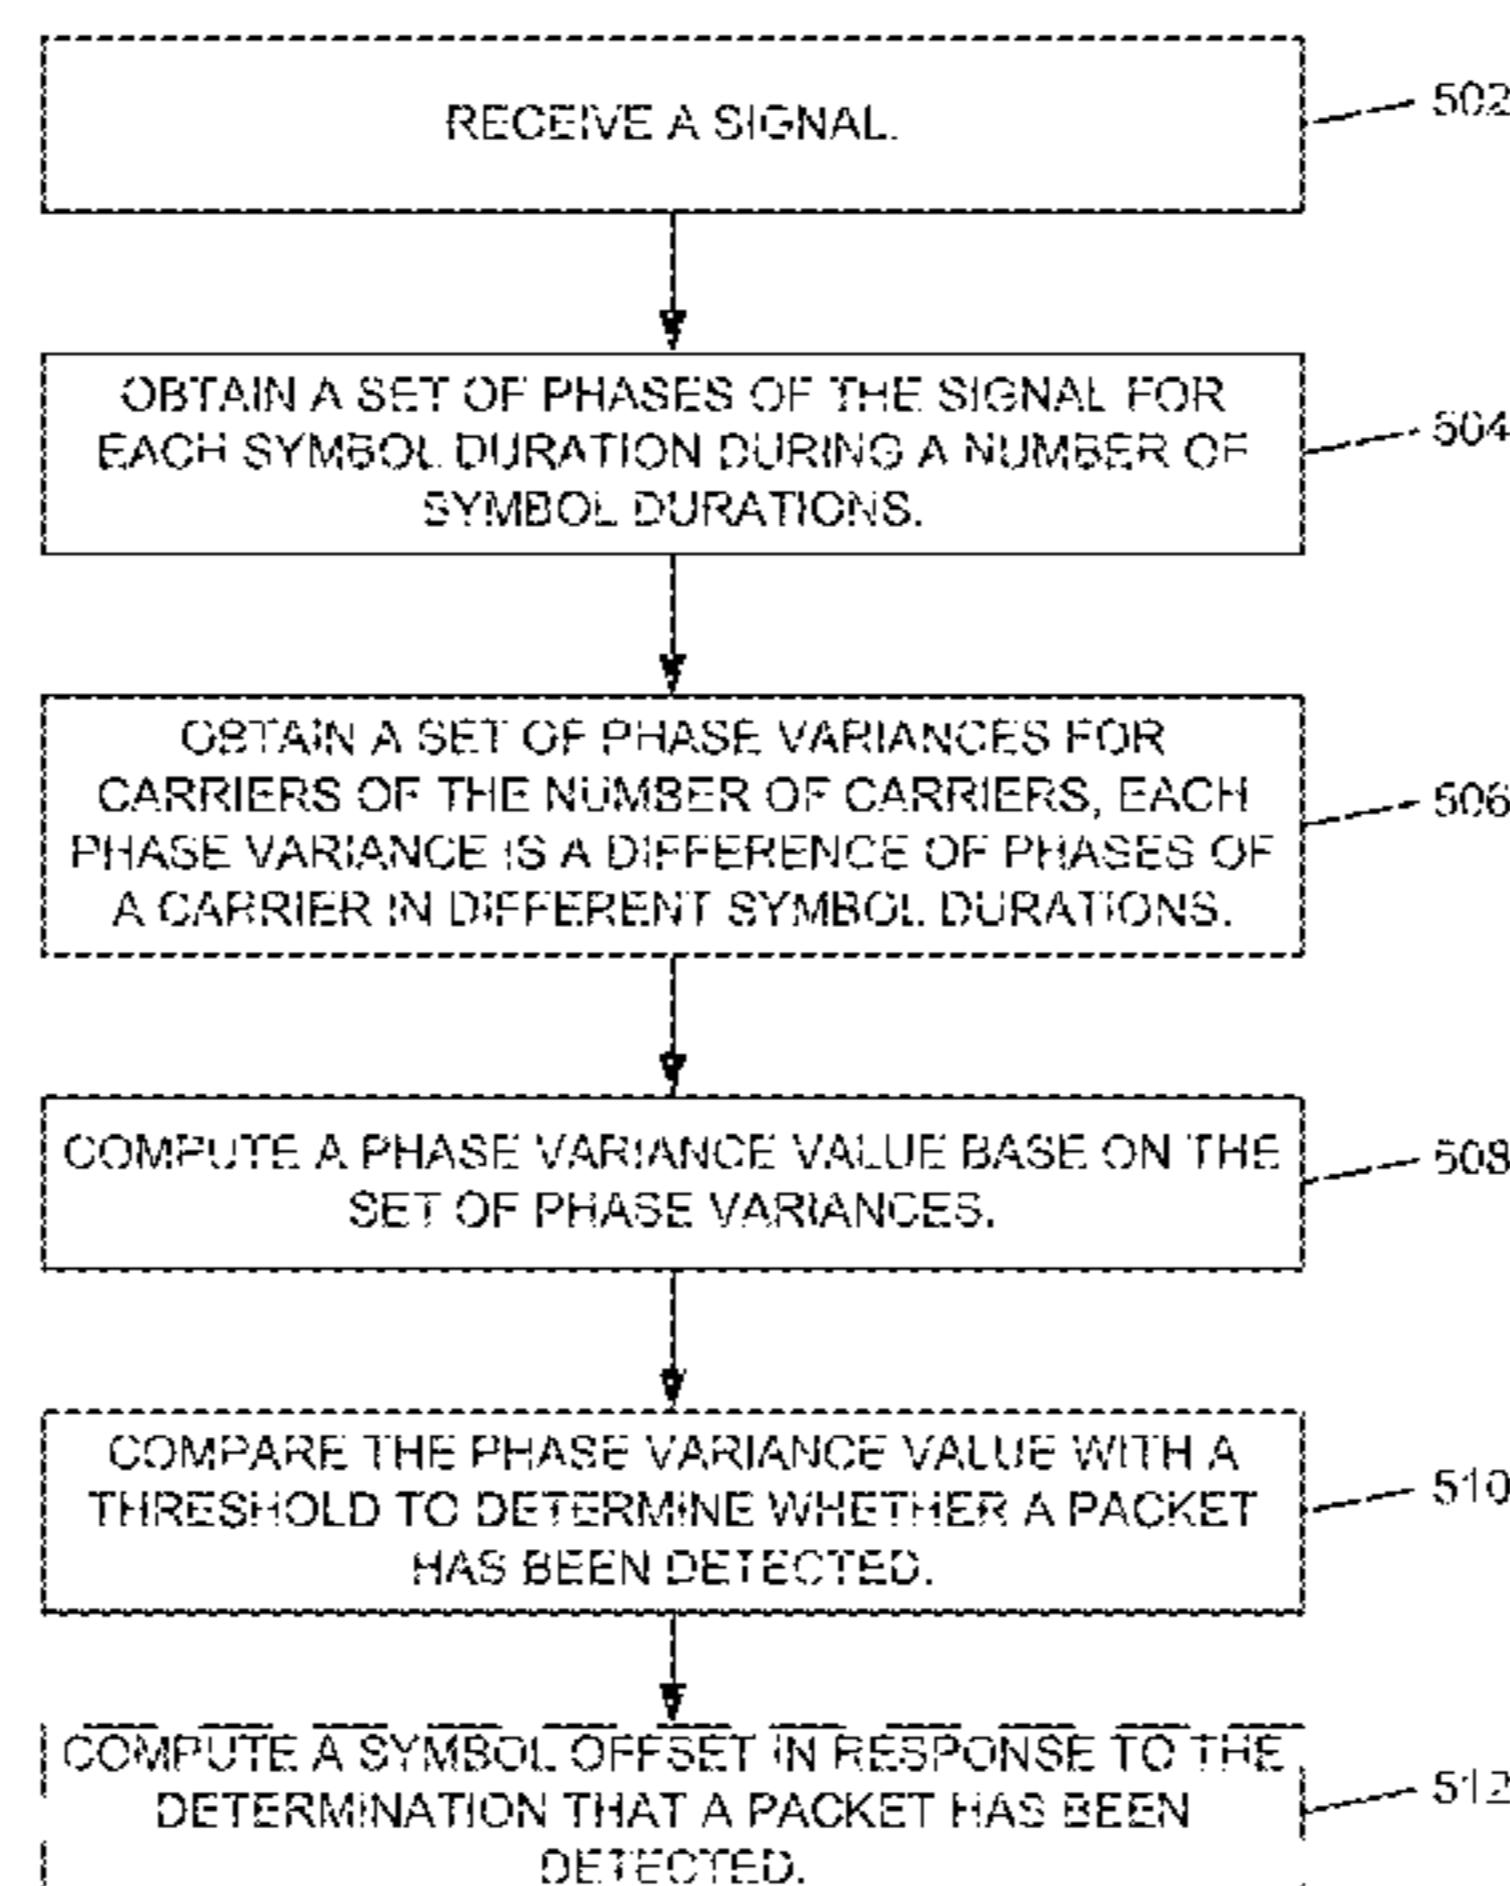 RECEIVE A SIGNAL.
502
OBTAIN A SET OF PHASES OF THE SIGNAL FOR
EACH SYMBOL DURATION DURING A NUMBER OF
SYMBOL DURATIONS.
504
OBTAIN A SET OF PHASE VARIANCES FOR
CARRIERS OF THE NUMBER OF CARRIERS, EACH
PHASE VARIANCE IS A DIFFERENCE OF PHASES OF
A CARRIER IN DIFFERENT SYMBOL DURATIONS.
506
COMPUTE A PHASE VARIANCE VALUE BASE ON THE
SET OF PHASE VARIANCES.
508
COMPARE THE PHASE VARIANCE VALUE WITH A
THRESHOLD TO DETERMINE WHETHER A PACKET
HAS BEEN DETECTED.
510
COMPUTE A SYMBOL OFFSET IN RESPONSE TO THE
DETERMINATION THAT A PACKET HAS BEEN
DETECTED.
512